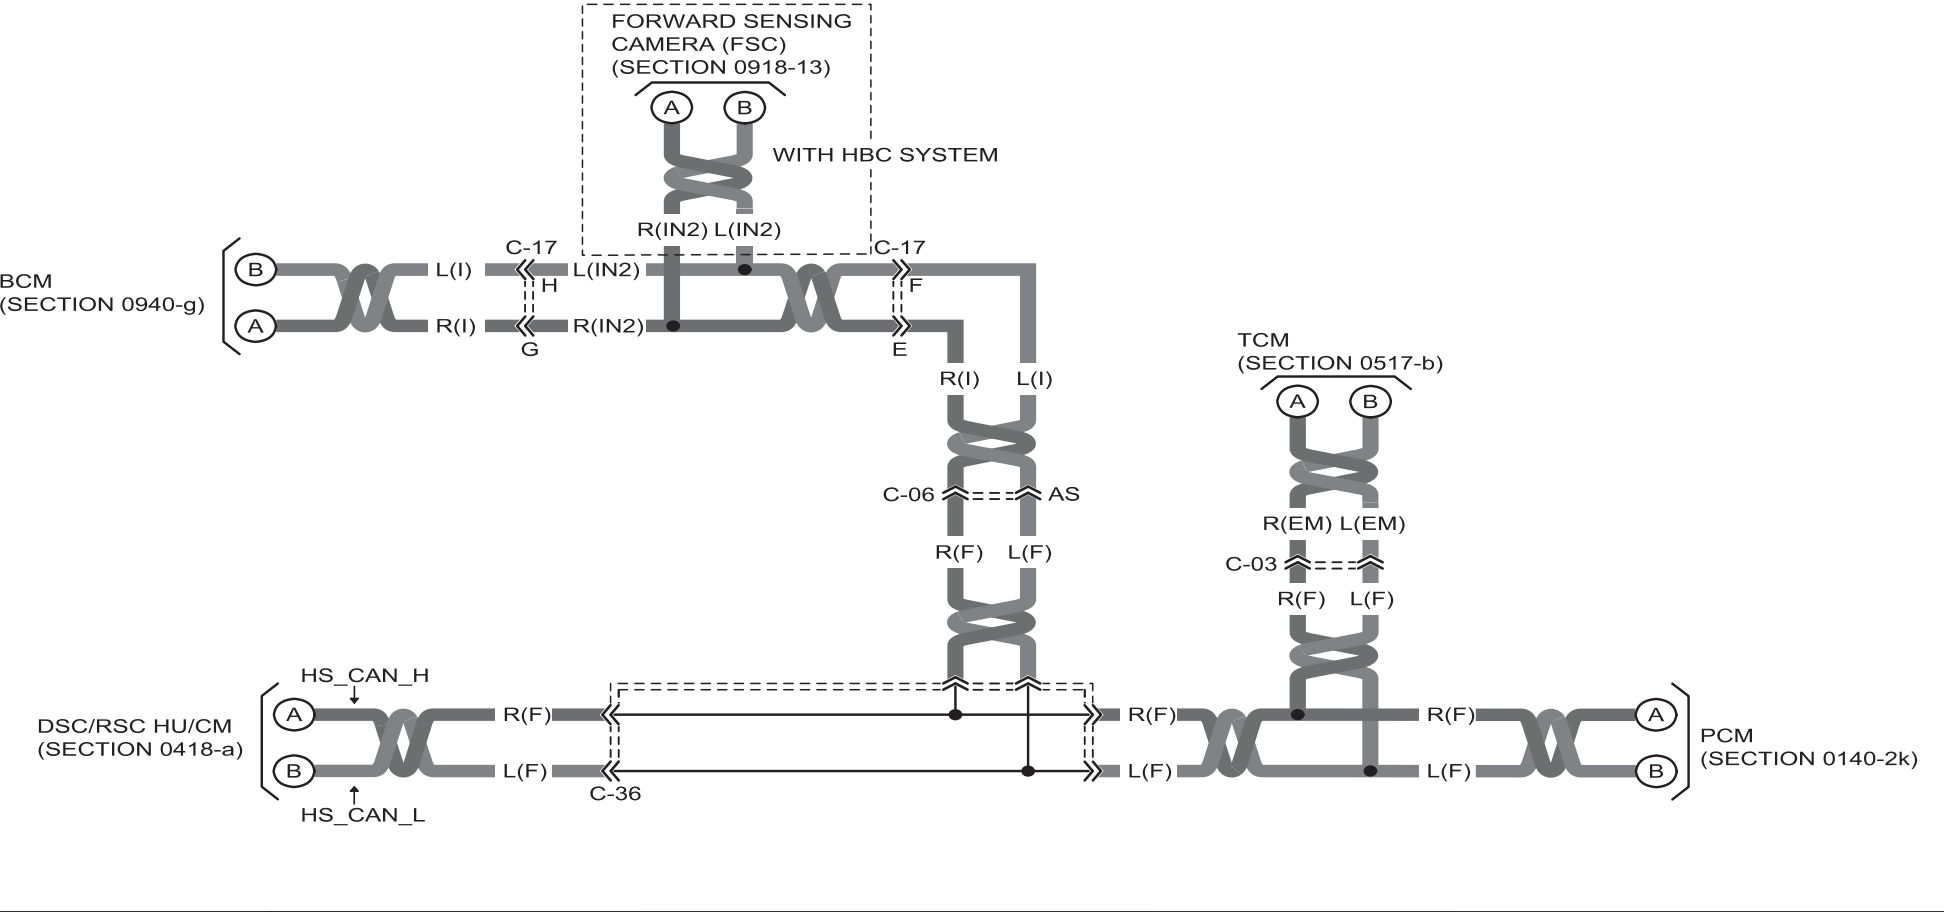 FORWARD SENSING
CAMERA (FSC)
(SECTION 0918-13)
A B
WITH HBC SYSTEM
R(IN2) L(IN2)
C-17 C-17
BCM
(SECTION 0940-g)
B L(I) H L(IN2) F
A R(I) R(IN2)
G E
TCM
(SECTION 0517-b)
R(I) L(I)
A B
C-06 AS
R(EM) L(EM)
R(F) L(F)
C-03
R(F) L(F)
HS_CAN_H
DSC/RSC HU/CM
(SECTION 0418-a)
A R(F) R(F) R(F) A
PCM
(SECTION 0140-2k)
B L(F) L(F) L(F) B
C-36
HS_CAN_L